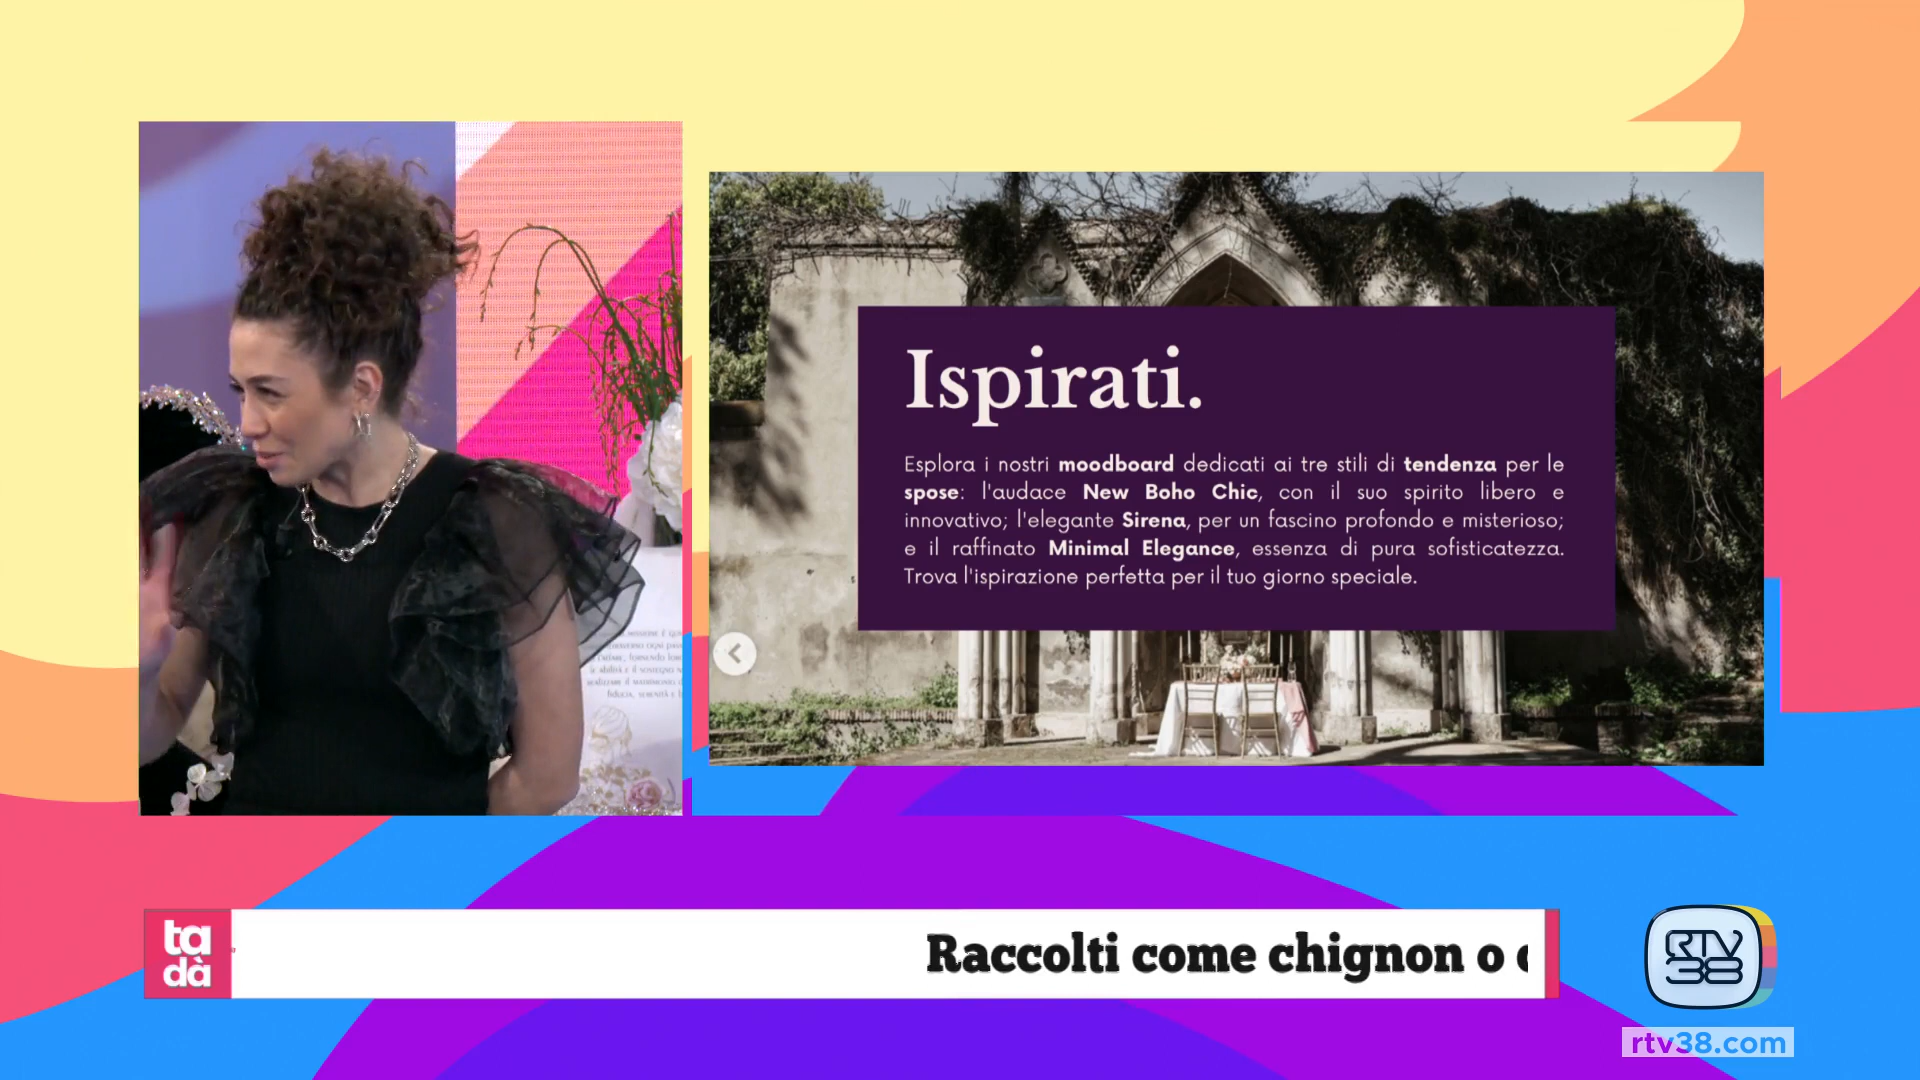 Ispirati.
Esplora i nostri moodboard dedicati ai tre stili di tendenza per le
spose: l'audace New Boho Chic, con il suo spirito libero e
innovativo; l'elegante Sirena, per un fascino profondo e misterioso;
e il raffinato Minimal Elegance, essenza di pura sofisticatezza.
Trova l'ispirazione perfetta per il tuo giorno speciale.
ta
dà
Raccolti come chignon o
RTV
38
rtv38.com